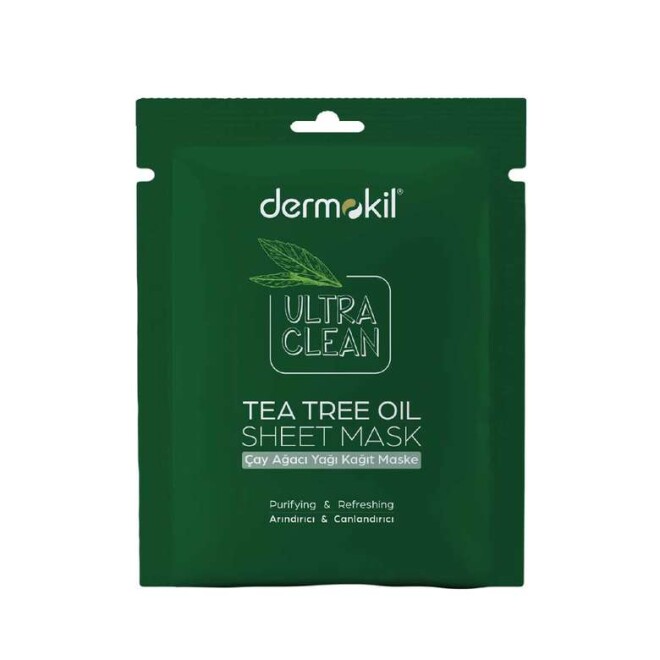 dermokil®
ULTRA
CLEAN
TEA TREE OIL
SHEET MASK
Çay Ağacı Yağı Kağıt Maske
Purifying & Refreshing
Arındırıcı & Canlandırıcı